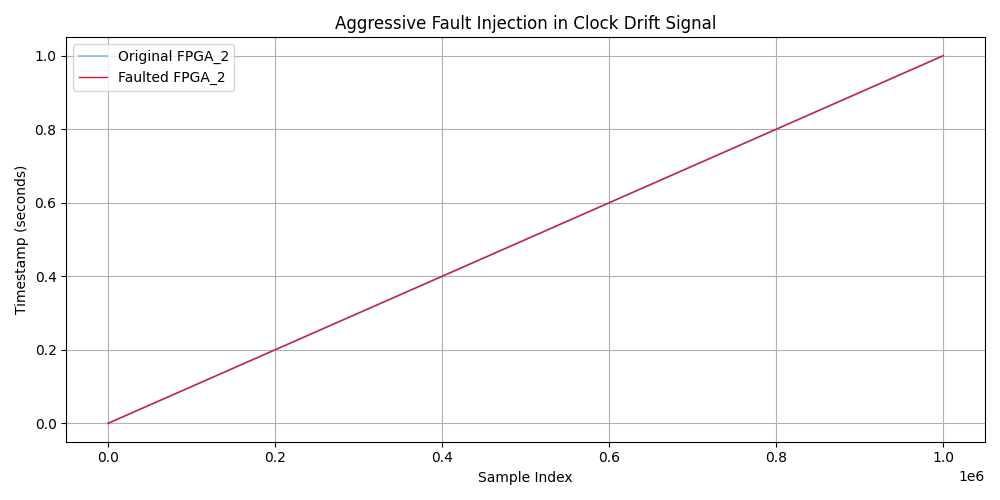 Aggressive Fault Injection in Clock Drift Signal
Original FPGA_2
Faulted FPGA_2
Timestamp (seconds)
1.0
0.8
0.6
0.4
0.2
0.0
0.0 0.2 0.4 0.6 0.8 1.0
1e6
Sample Index